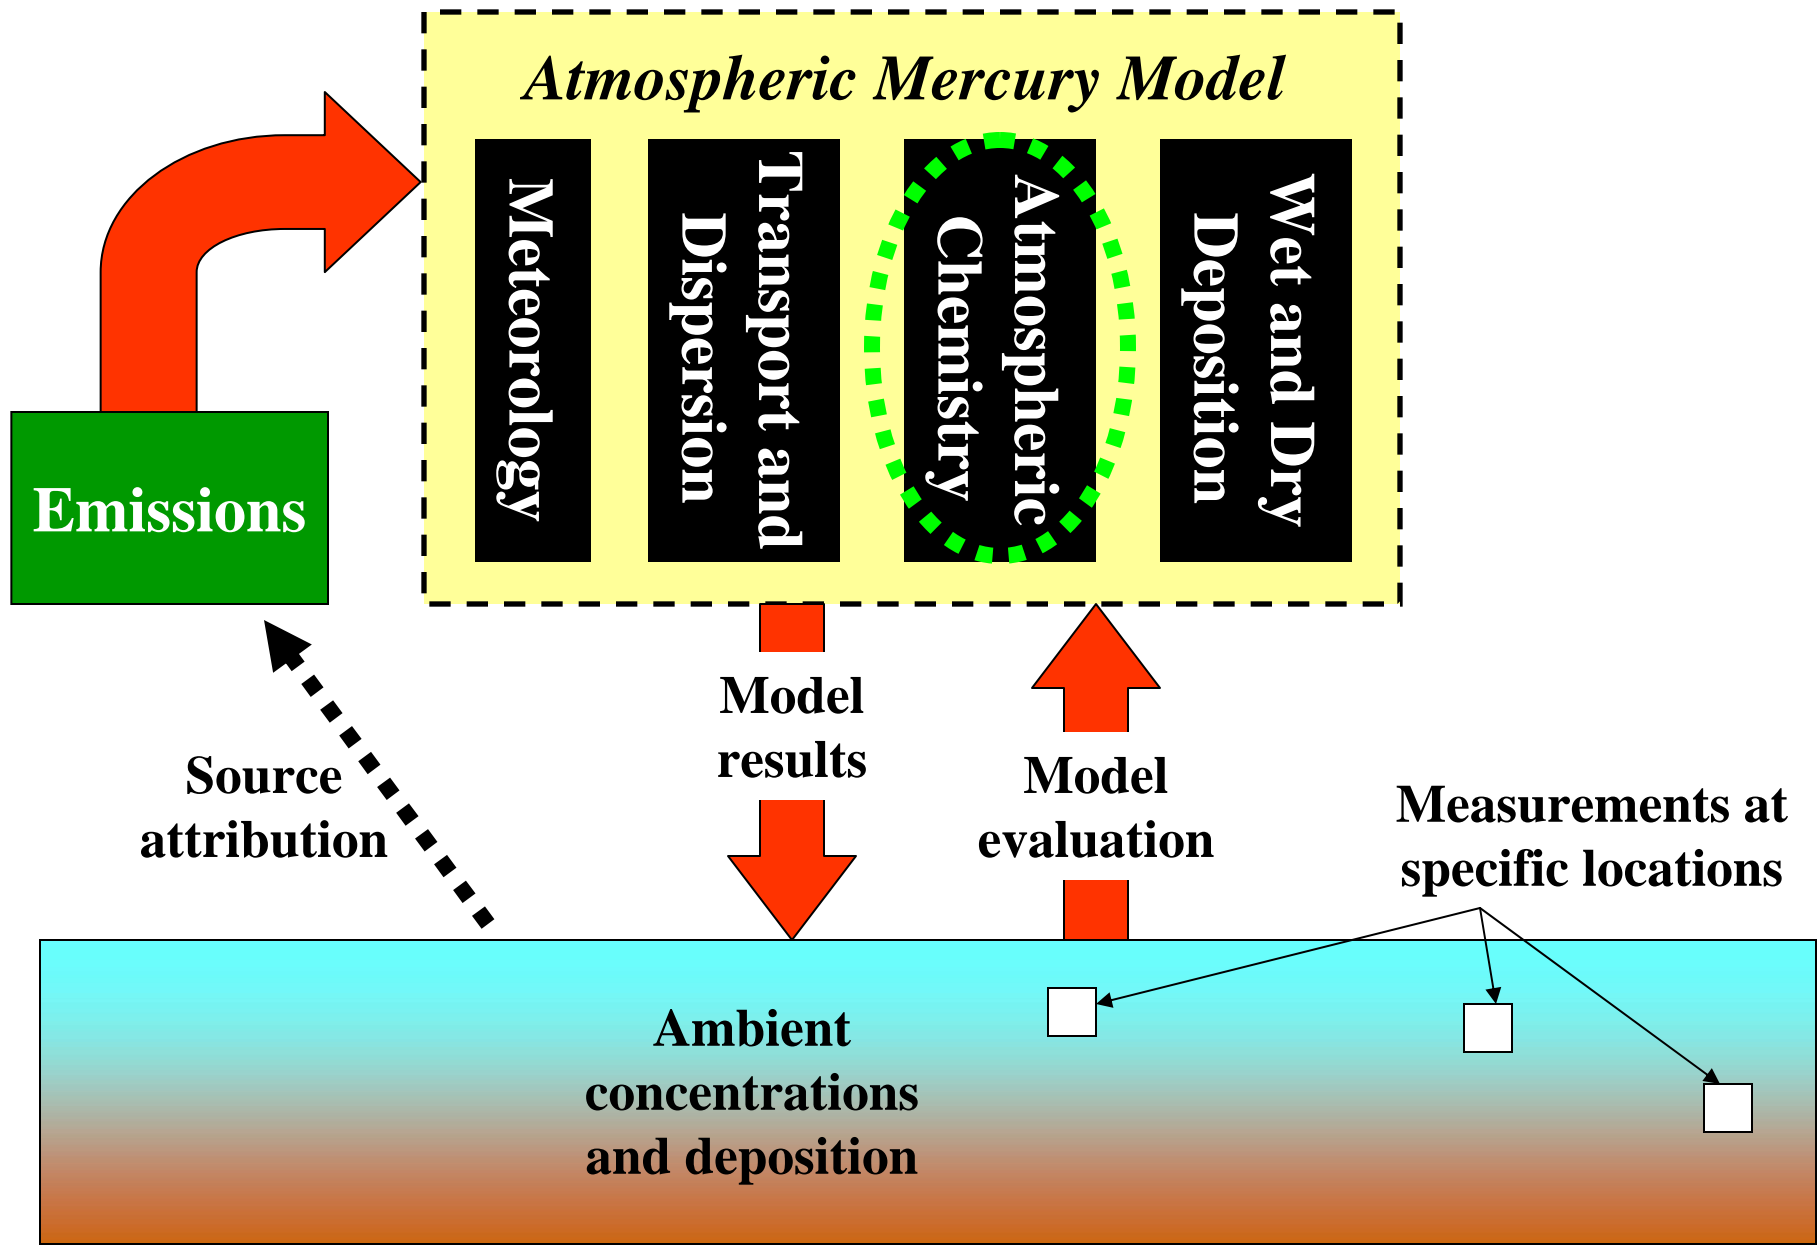 Atmospheric Mercury Model
Meteorology
Transport and
Dispersion
Atmospheric
Chemistry
Wet and Dry
Deposition
Emissions
Model
results
Source
attribution
Model
evaluation
Measurements at
specific locations
Ambient
concentrations
and deposition